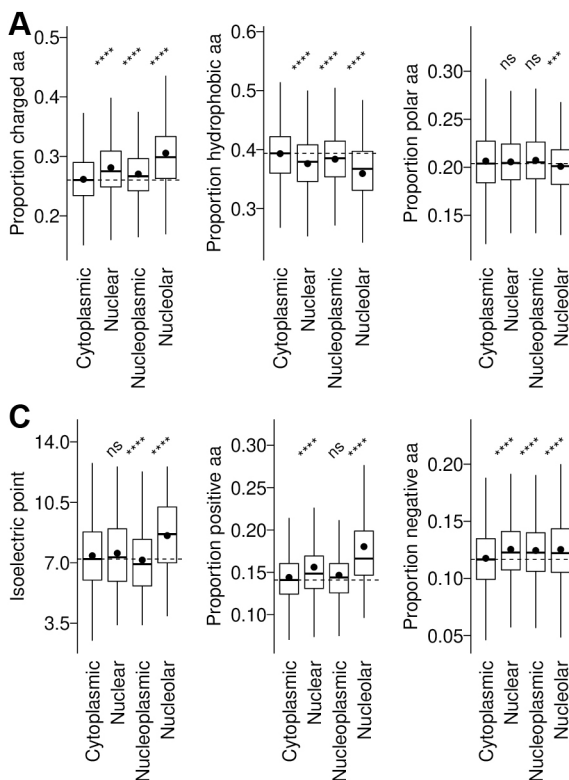 A
Proportion charged aa
0.5
0.4
0.3
0.2
**** **** ****
Cytoplasmic
Nuclear
Nucleoplasmic
Nucleolar
Proportion hydrophobic aa
0.6
0.5
0.4
0.3
**** **** ****
Cytoplasmic
Nuclear
Nucleoplasmic
Nucleolar
Proportion polar aa
0.30
0.25
0.20
0.15
ns ns ***
Cytoplasmic
Nuclear
Nucleoplasmic
Nucleolar
C
Isoelectric point
14.0
10.5
7.0
3.5
ns **** ****
Cytoplasmic
Nuclear
Nucleoplasmic
Nucleolar
Proportion positive aa
0.30
0.25
0.20
0.15
0.10
**** ns ****
Cytoplasmic
Nuclear
Nucleoplasmic
Nucleolar
Proportion negative aa
0.20
0.15
0.10
0.05
**** **** ****
Cytoplasmic
Nuclear
Nucleoplasmic
Nucleolar